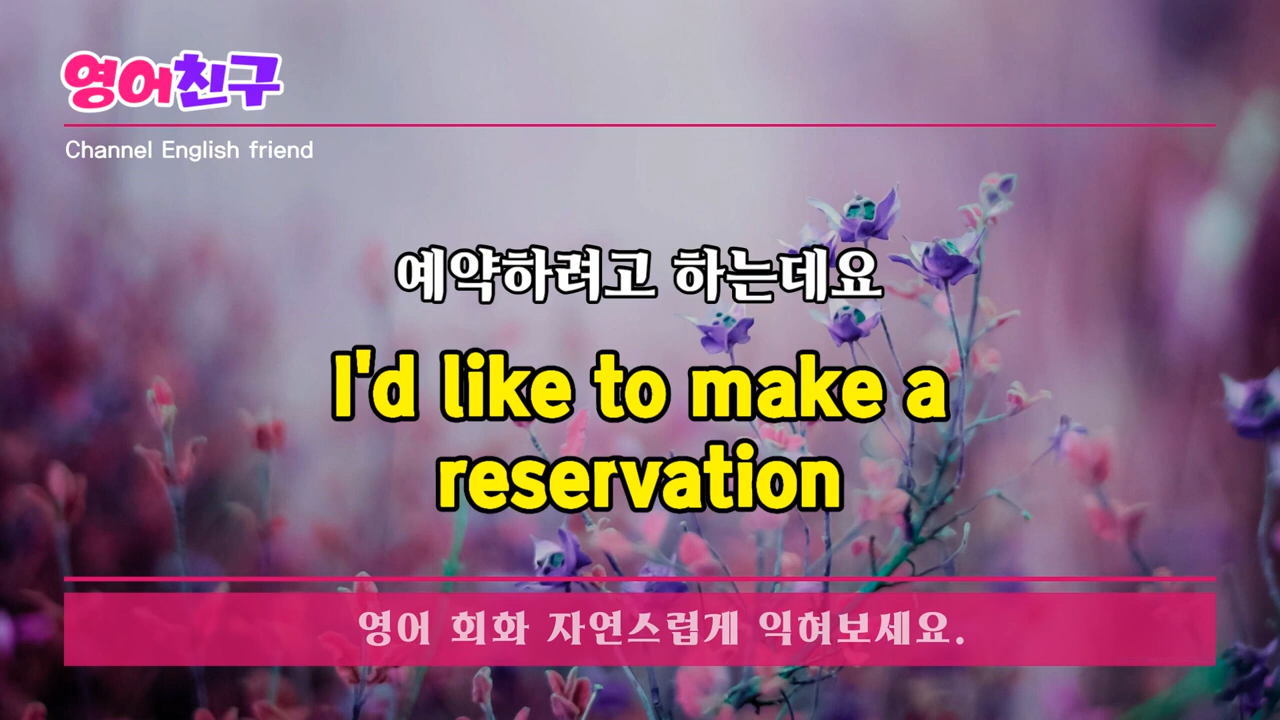 영어친구
Channel English friend
예약하려고 하는데요
I'd like to make a
reservation
영어 회화 자연스럽게 익혀보세요.